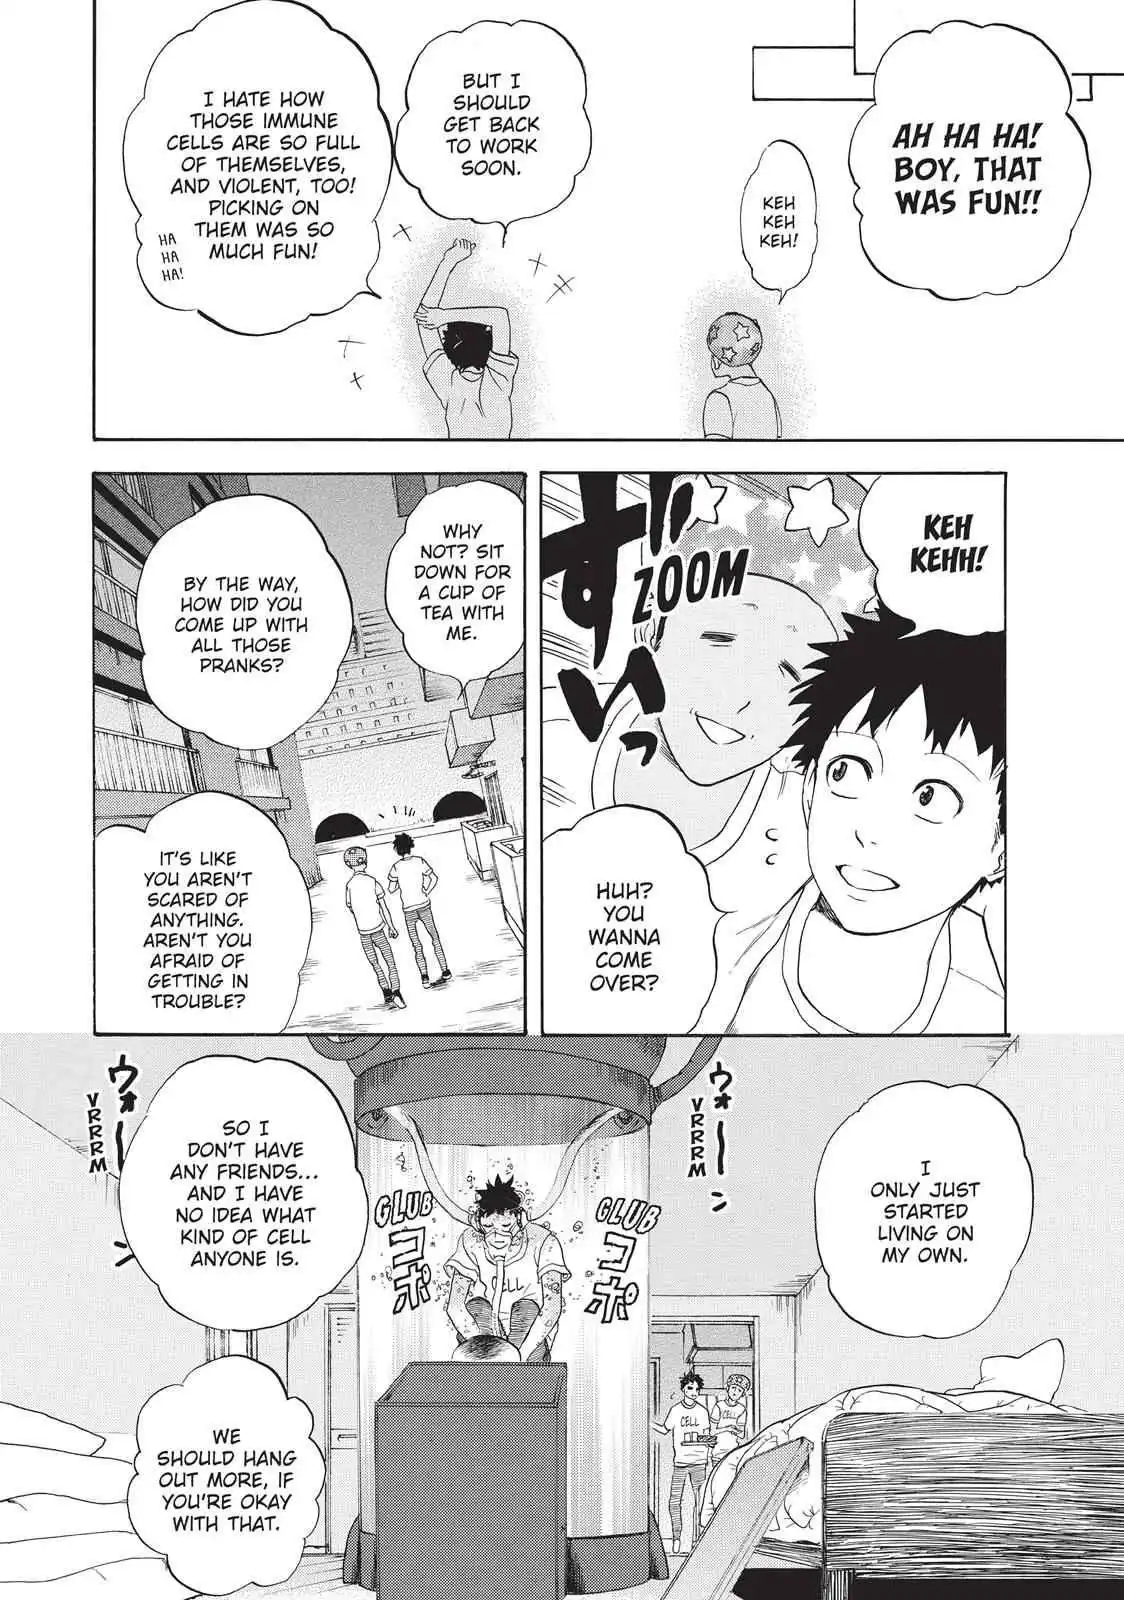 AH HA HA!
BOY, THAT
WAS FUN!!
KEH
KEH
KEH!
BUT I
SHOULD
GET BACK
TO WORK
SOON.
I HATE HOW
THOSE IMMUNE
CELLS ARE SO FULL
OF THEMSELVES,
AND VIOLENT, TOO!
PICKING ON
THEM WAS SO
MUCH FUN!
HA
HA
HA!
KEH
KEHH!
ずいっ
ZOOM
HUH?
YOU
WANNA
COME
OVER?
WHY
NOT? SIT
DOWN FOR
A CUP OF
TEA WITH
ME.
BY THE WAY,
HOW DID YOU
COME UP WITH
ALL THOSE
PRANKS?
IT'S LIKE
YOU AREN'T
SCARED OF
ANYTHING.
AREN'T YOU
AFRAID OF
GETTING IN
TROUBLE?
I
ONLY JUST
STARTED
LIVING ON
MY OWN.
ウォーン
VRRRM
GLUB
コポ
CELL
GLUB
コポ
CELL
CELL
ウォーン
VRRRM
SO I
DON'T HAVE
ANY FRIENDS...
AND I HAVE
NO IDEA WHAT
KIND OF CELL
ANYONE IS.
WE
SHOULD HANG
OUT MORE, IF
YOU'RE OKAY
WITH THAT.